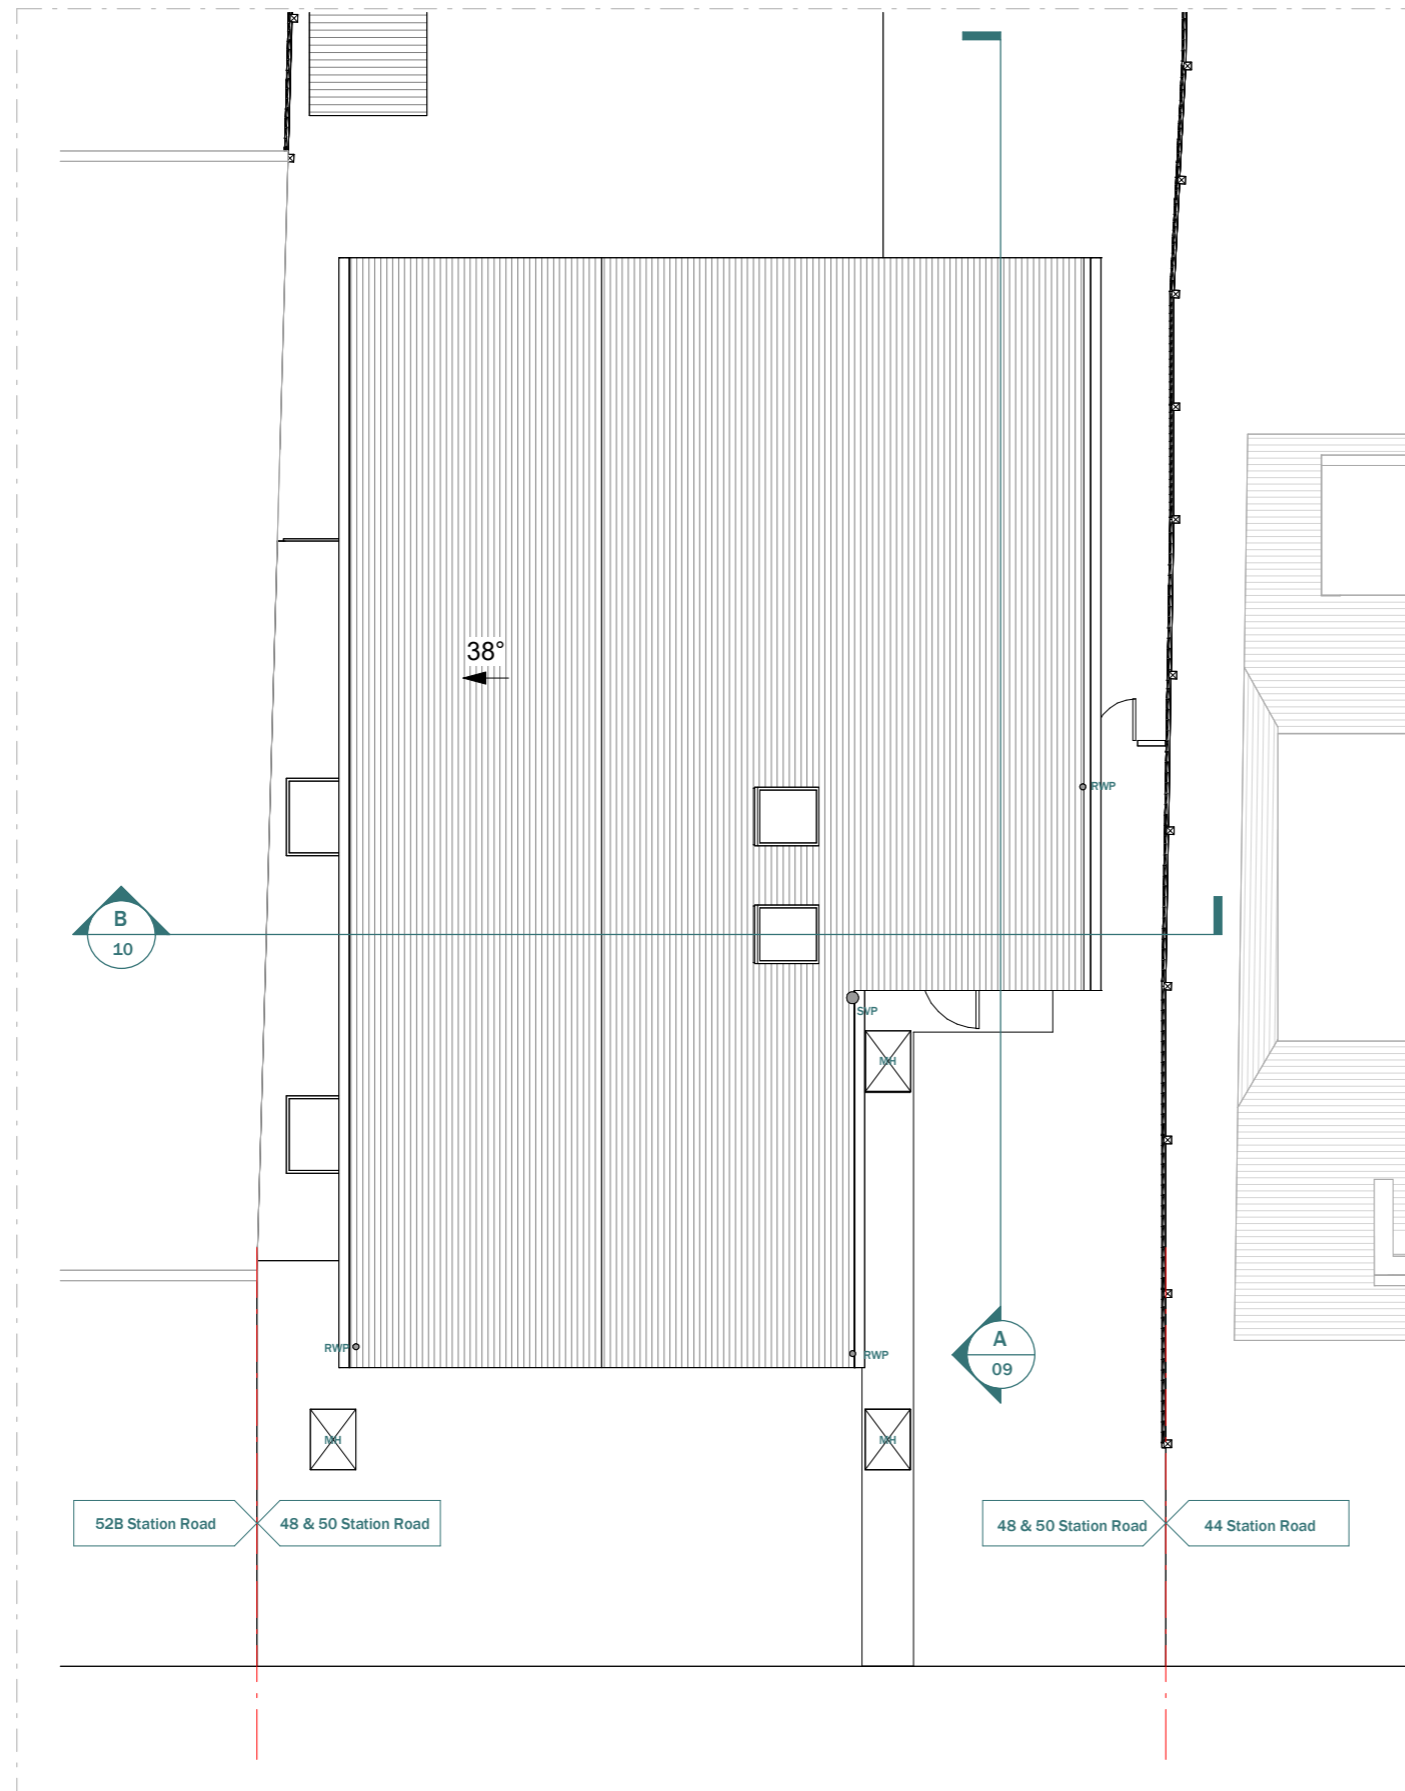 38°
RWP
B
10
SVP
MH
A
09
RWP
RWP
MH
MH
52B Station Road
48 & 50 Station Road
48 & 50 Station Road
44 Station Road